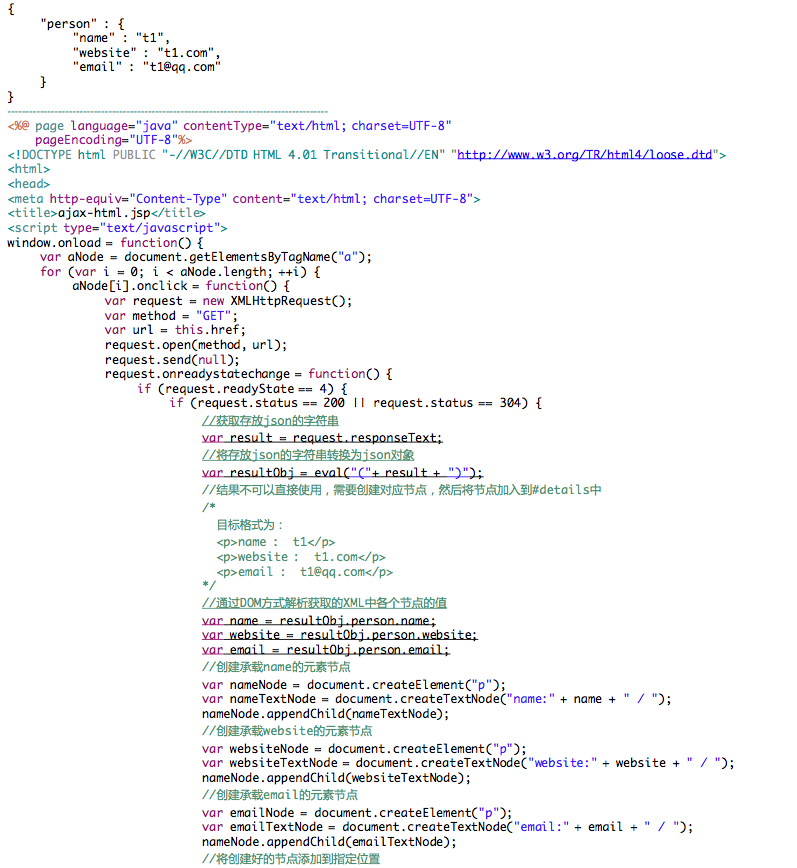 {
    "person" : {
        "name" : "t1",
        "website" : "t1.com",
        "email" : "t1@qq.com"
    }
}
--------------------------------------------------------------------------------
<%@ page language="java" contentType="text/html; charset=UTF-8"
    pageEncoding="UTF-8"%>
<!DOCTYPE html PUBLIC "-//W3C//DTD HTML 4.01 Transitional//EN" "http://www.w3.org/TR/html4/loose.dtd">
<html>
<head>
<meta http-equiv="Content-Type" content="text/html; charset=UTF-8">
<title>ajax-html.jsp</title>
<script type="text/javascript">
window.onload = function() {
    var aNode = document.getElementsByTagName("a");
    for (var i = 0; i < aNode.length; ++i) {
        aNode[i].onclick = function() {
            var request = new XMLHttpRequest();
            var method = "GET";
            var url = this.href;
            request.open(method, url);
            request.send(null);
            request.onreadystatechange = function() {
                if (request.readyState == 4) {
                    if (request.status == 200 || request.status == 304) {
                        //获取存放json的字符串
                        var result = request.responseText;
                        //将存放json的字符串转换为json对象
                        var resultObj = eval("("+ result + ")");
                        //结果不可以直接使用，需要创建对应节点，然后将节点加入到#details中
                        /*
                          目标格式为：
                          <p>name :  t1</p>
                          <p>website :  t1.com</p>
                          <p>email :  t1@qq.com</p>
                        */
                        //通过DOM方式解析获取的XML中各个节点的值
                        var name = resultObj.person.name;
                        var website = resultObj.person.website;
                        var email = resultObj.person.email;
                        //创建承载name的元素节点
                        var nameNode = document.createElement("p");
                        var nameTextNode = document.createTextNode("name:" + name + " / ");
                        nameNode.appendChild(nameTextNode);
                        //创建承载website的元素节点
                        var websiteNode = document.createElement("p");
                        var websiteTextNode = document.createTextNode("website:" + website + " / ");
                        nameNode.appendChild(websiteTextNode);
                        //创建承载email的元素节点
                        var emailNode = document.createElement("p");
                        var emailTextNode = document.createTextNode("email:" + email + " / ");
                        nameNode.appendChild(emailTextNode);
                        //将创建好的节点添加到指定位置